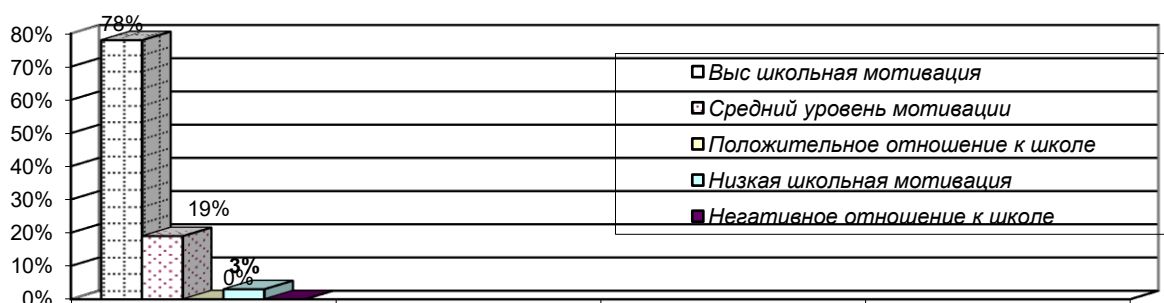 78%
80%
70%
60%
50%
40%
30%
20%
10%
0%
19%
3%
0%
Выс школьная мотивация
Средний уровень мотивации
Положительное отношение к школе
Низкая школьная мотивация
Негативное отношение к школе